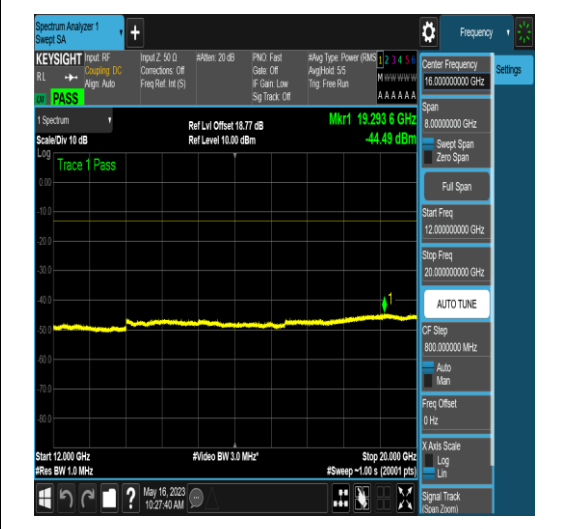 Spectrum Analyzer 1
Swept SA
Frequency
KEYSIGHT
RL
Input: RF
Coupling: DC
Align: Auto
Input Z: 50 Ω
Corrections: Off
Freq Ref: Int (S)
#Atten: 20 dB
PNO: Fast
Gate: Off
IF Gain: Low
Sig Track: Off
#Avg Type: Power (RMS
Avg|Hold: 5/5
Trig: Free Run
1 2 3 4 5 6
M W W W W W
A A A A A A
PASS
1 Spectrum
Scale/Div 10 dB
Ref Lvl Offset 18.77 dB
Ref Level 10.00 dBm
Mkr1 19.293 6 GHz
-44.49 dBm
Log
Trace 1 Pass
0.00
-10.0
-20.0
-30.0
-40.0
-50.0
-60.0
-70.0
-80.0
1
Start 12.000 GHz
#Res BW 1.0 MHz
#Video BW 3.0 MHz*
Stop 20.000 GHz
#Sweep ~1.00 s (20001 pts)
May 16, 2023
10:27:40 AM
Center Frequency
16.000000000 GHz
Settings
Span
8.00000000 GHz
Swept Span
Zero Span
Full Span
Start Freq
12.000000000 GHz
Stop Freq
20.000000000 GHz
AUTO TUNE
CF Step
800.000000 MHz
Auto
Man
Freq Offset
0 Hz
X Axis Scale
Log
Lin
Signal Track
(Span Zoom)